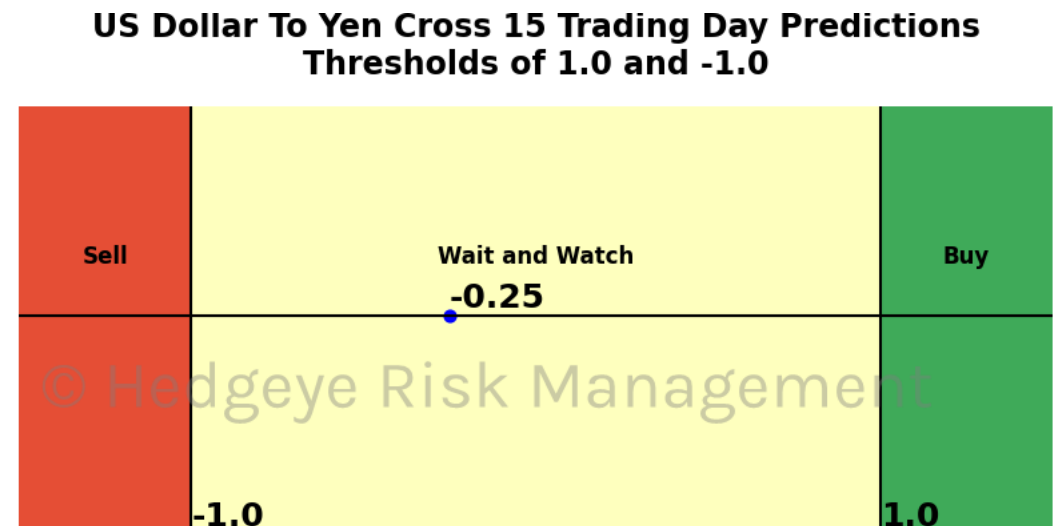 US Dollar To Yen Cross 15 Trading Day Predictions
Thresholds of 1.0 and -1.0
Sell
Wait and Watch
Buy
-0.25
© Hedgeye Risk Management
-1.0
1.0